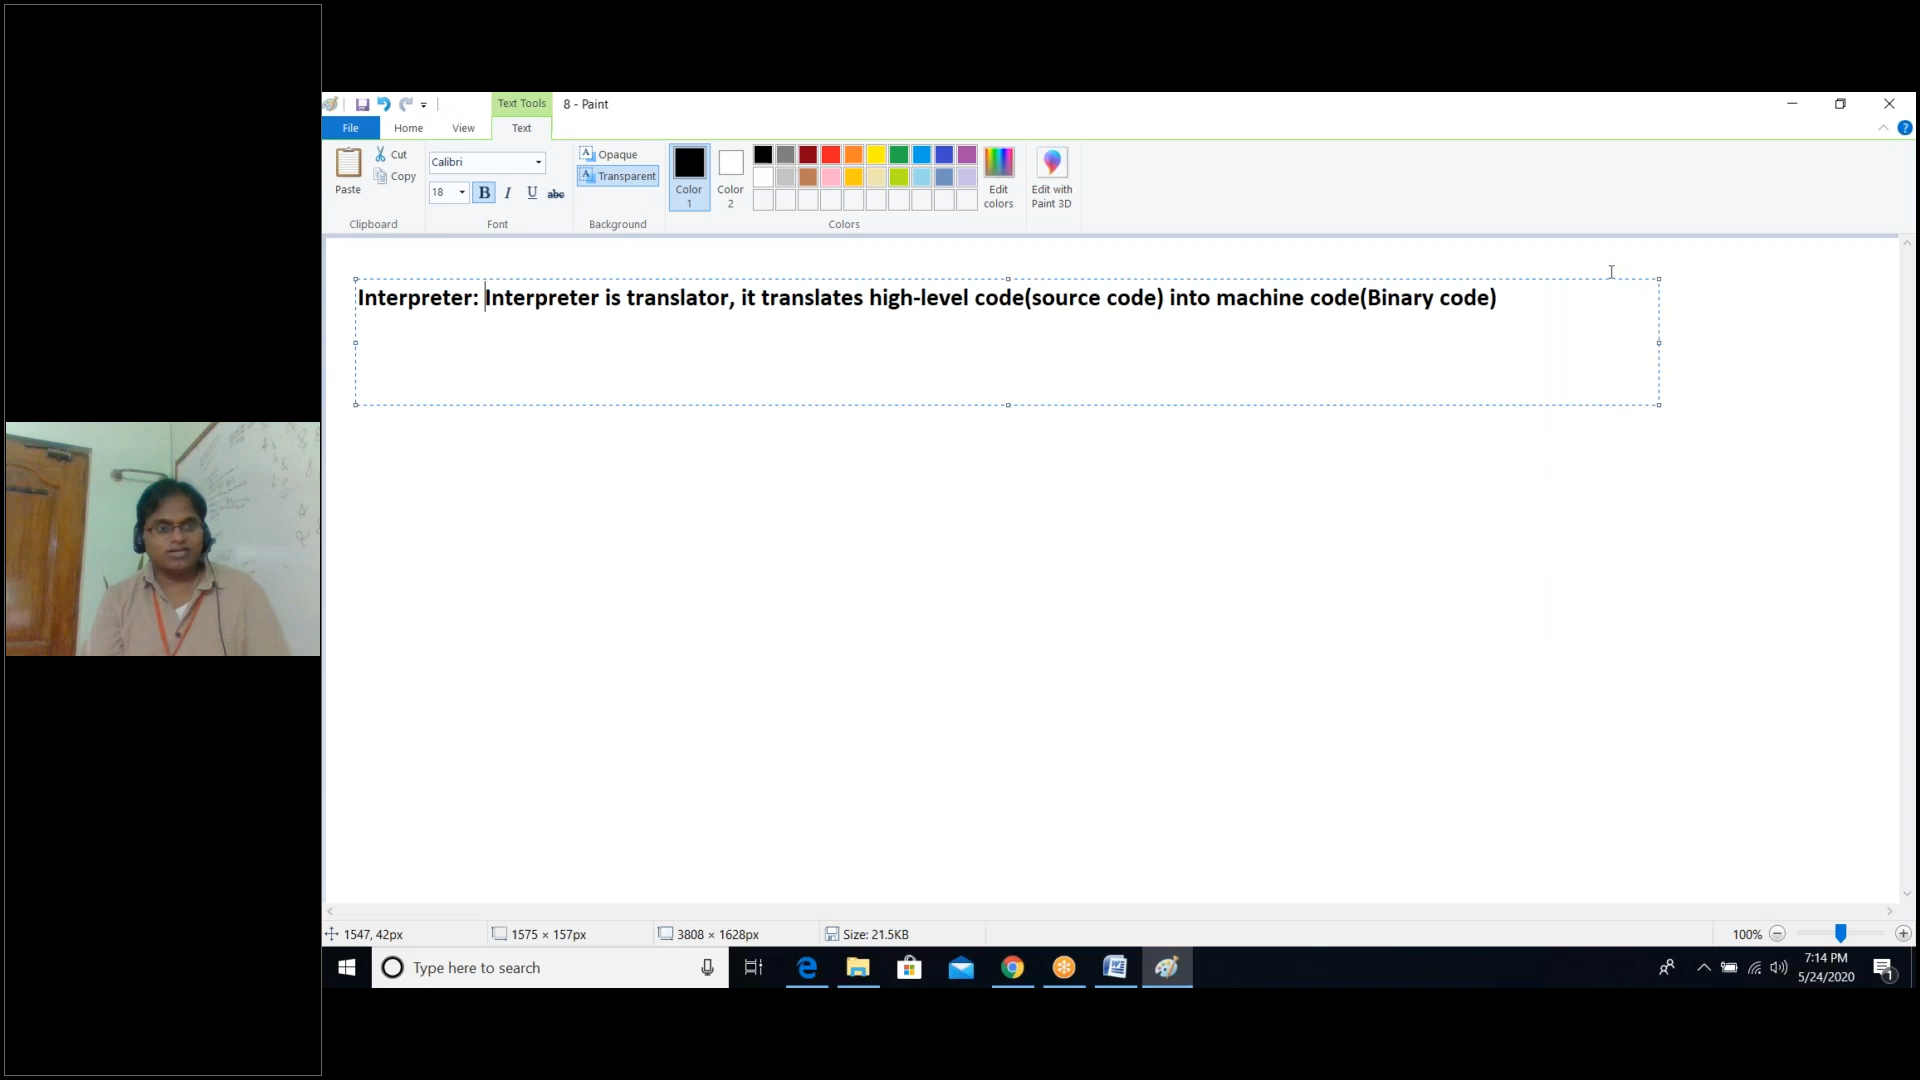 Text Tools 8 - Paint
File Home View Text
Paste Cut Copy Clipboard
Calibri
18 B I U abc
Font
Opaque
Transparent
Background
Color 1
Color 2
Edit colors
Colors
Edit with Paint 3D
Interpreter: Interpreter is translator, it translates high-level code(source code) into machine code(Binary code)
1547, 42px 1575 × 157px 3808 × 1628px Size: 21.5KB 100%
Type here to search
7:14 PM
5/24/2020
1